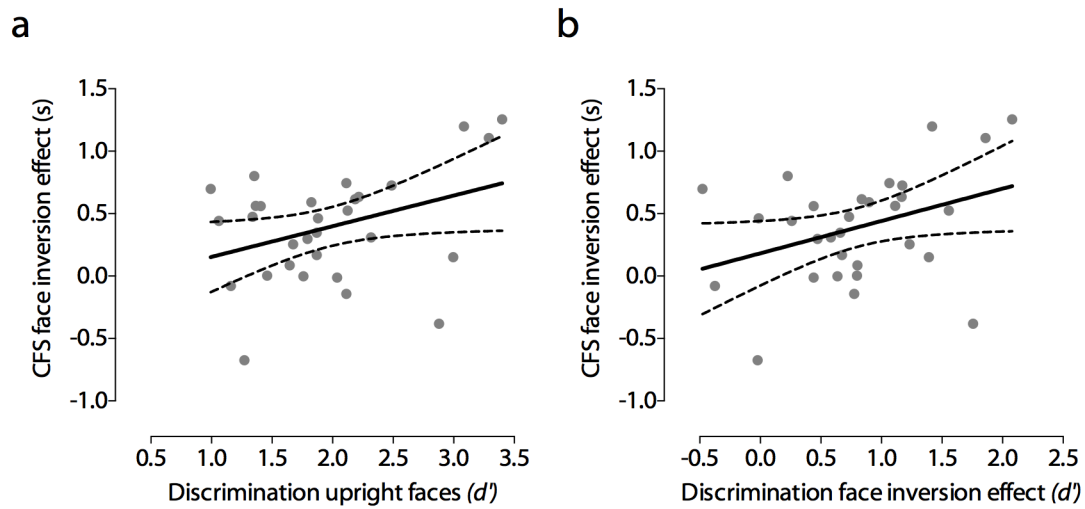 a
b
CFS face inversion effect (s)
1.5
1.0
0.5
0.0
-0.5
-1.0
0.5 1.0 1.5 2.0 2.5 3.0 3.5
Discrimination upright faces (d')
CFS face inversion effect (s)
1.5
1.0
0.5
0.0
-0.5
-1.0
-0.5 0.0 0.5 1.0 1.5 2.0 2.5
Discrimination face inversion effect (d')